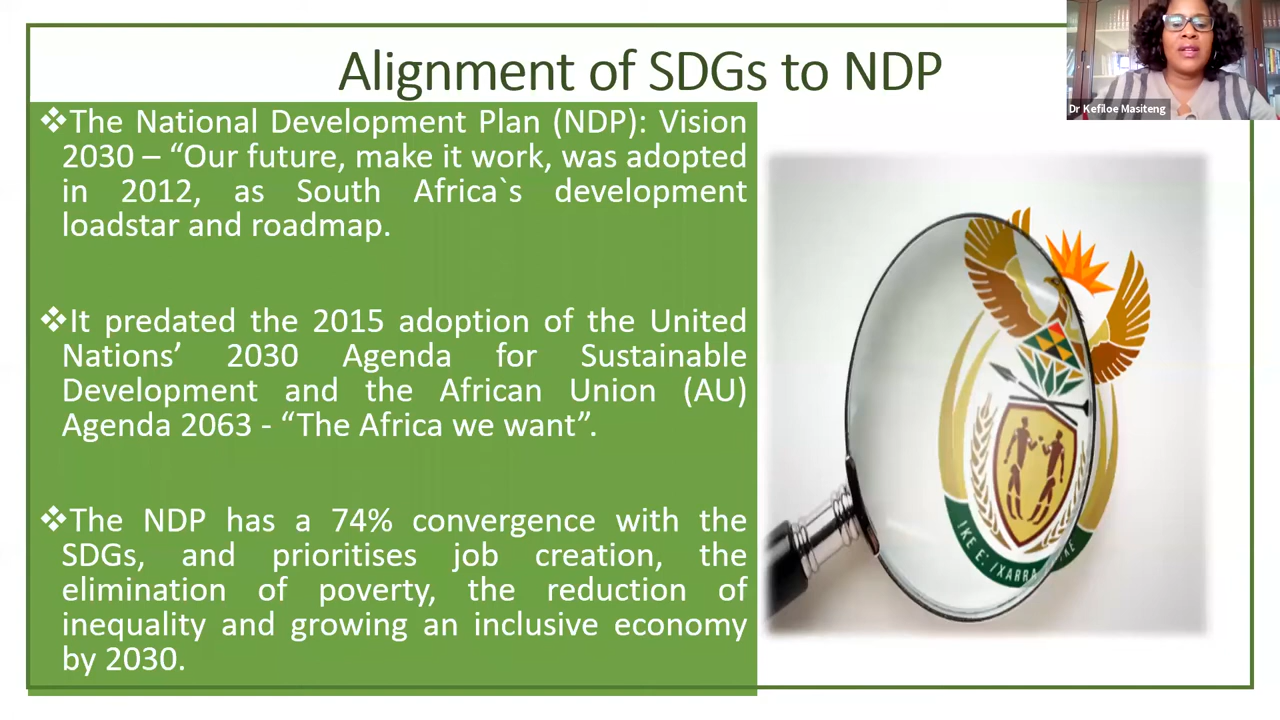 Alignment of SDGs to NDP
Dr Kefiloe Masiteng
❖The National Development Plan (NDP): Vision
2030 – “Our future, make it work, was adopted
in 2012, as South Africa`s development
loadstar and roadmap.
❖It predated the 2015 adoption of the United
Nations’ 2030 Agenda for Sustainable
Development and the African Union (AU)
Agenda 2063 - “The Africa we want”.
❖The NDP has a 74% convergence with the
SDGs, and prioritises job creation, the
elimination of poverty, the reduction of
inequality and growing an inclusive economy
by 2030.
!KE E: /XARRA
KE